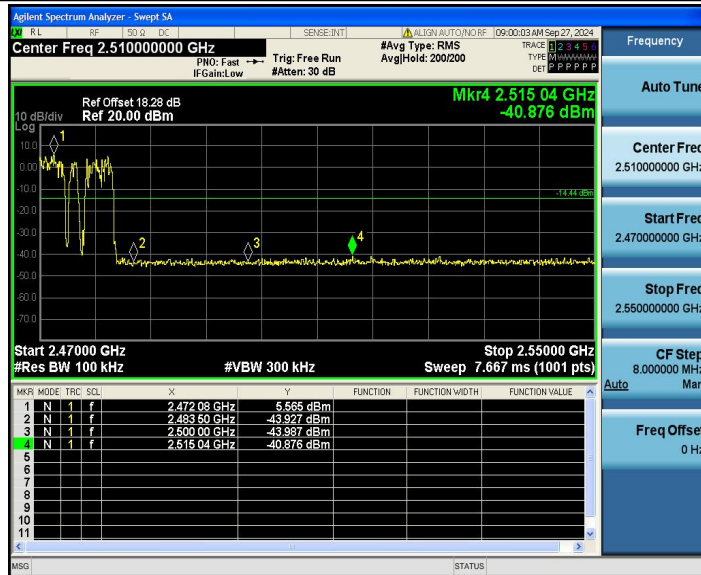 Agilent Spectrum Analyzer - Swept SA
RL RF 50 Ω DC SENSE:INT ALIGN AUTO/NO RF 09:00:03 AM Sep 27, 2024
Center Freq 2.510000000 GHz
PNO: Fast
IFGain:Low
Trig: Free Run
#Atten: 30 dB
#Avg Type: RMS
Avg|Hold: 200/200
TRACE 1 2 3 4 5 6
TYPE M
DET P P P P P P
Frequency
Auto Tune
Center Freq
2.510000000 GHz
Start Freq
2.470000000 GHz
Stop Freq
2.550000000 GHz
CF Step
8.000000 MHz
Auto Man
Freq Offset
0 Hz
Mkr4 2.515 04 GHz
-40.876 dBm
Ref Offset 18.28 dB
10 dB/div Ref 20.00 dBm
Log
10.0
0.00
-10.0
-20.0
-30.0
-40.0
-50.0
-60.0
-70.0
1
2
3
4
-14.44 dBm
Start 2.47000 GHz Stop 2.55000 GHz
#Res BW 100 kHz #VBW 300 kHz Sweep 7.667 ms (1001 pts)
MKR MODE TRC SCL X Y FUNCTION FUNCTION WIDTH FUNCTION VALUE
1 N 1 f 2.472 08 GHz 5.565 dBm
2 N 1 f 2.483 50 GHz -43.927 dBm
3 N 1 f 2.500 00 GHz -43.987 dBm
4 N 1 f 2.515 04 GHz -40.876 dBm
5
6
7
8
9
10
11
MSG STATUS